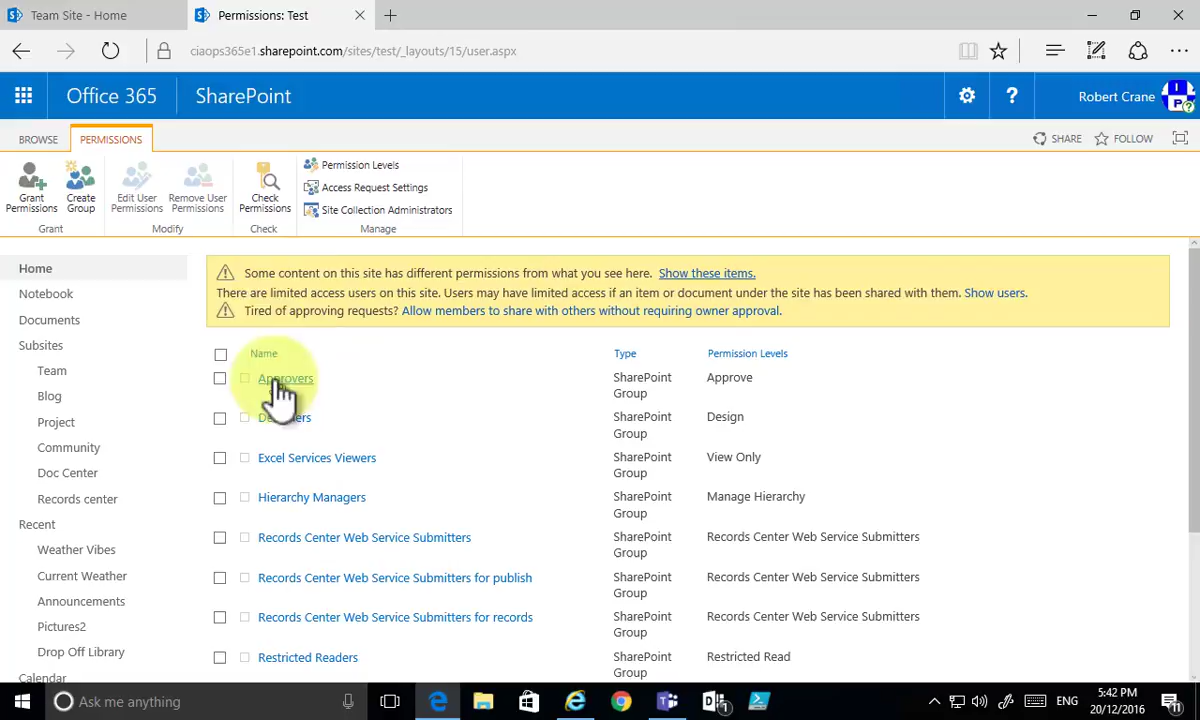 Team Site - Home
Permissions: Test
ciaops365e1.sharepoint.com/sites/test/_layouts/15/user.aspx
Office 365
SharePoint
?
Robert Crane
BROWSE
PERMISSIONS
SHARE
FOLLOW
Grant Permissions
Create Group
Edit User Permissions
Remove User Permissions
Check Permissions
Permission Levels
Access Request Settings
Site Collection Administrators
Grant
Modify
Check
Manage
Home
Notebook
Documents
Subsites
Team
Blog
Project
Community
Doc Center
Records center
Recent
Weather Vibes
Current Weather
Announcements
Pictures2
Drop Off Library
Calendar
Some content on this site has different permissions from what you see here. Show these items.
There are limited access users on this site. Users may have limited access if an item or document under the site has been shared with them. Show users.
Tired of approving requests? Allow members to share with others without requiring owner approval.
Name Type Permission Levels
Approvers SharePoint Group Approve
SharePoint Group Design
Excel Services Viewers SharePoint Group View Only
Hierarchy Managers SharePoint Group Manage Hierarchy
Records Center Web Service Submitters SharePoint Group Records Center Web Service Submitters
Records Center Web Service Submitters for publish SharePoint Group Records Center Web Service Submitters
Records Center Web Service Submitters for records SharePoint Group Records Center Web Service Submitters
Restricted Readers SharePoint Group Restricted Read
Ask me anything
ENG
5:42 PM
20/12/2016